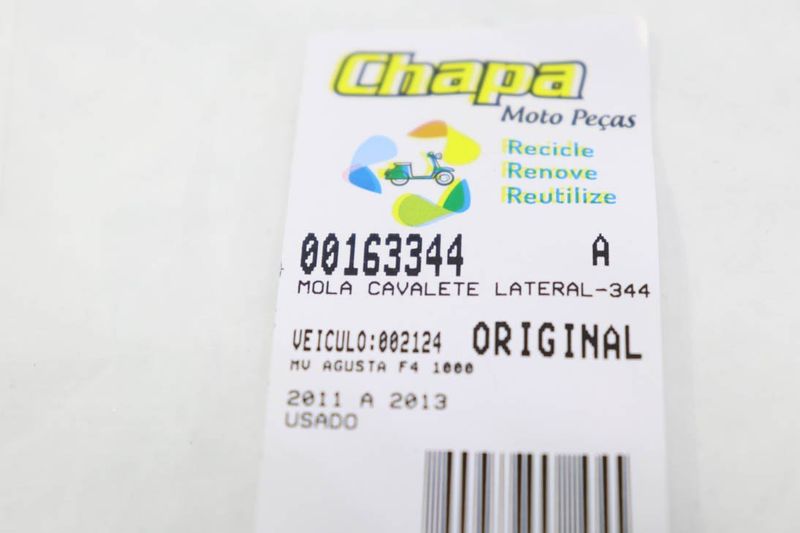 Chapa
Moto Peças
Recicle
Renove
Reutilize
00163344 A
MOLA CAVALETE LATERAL-344
VEICULO:002124 ORIGINAL
MV AGUSTA F4 1000
2011 A 2013
USADO